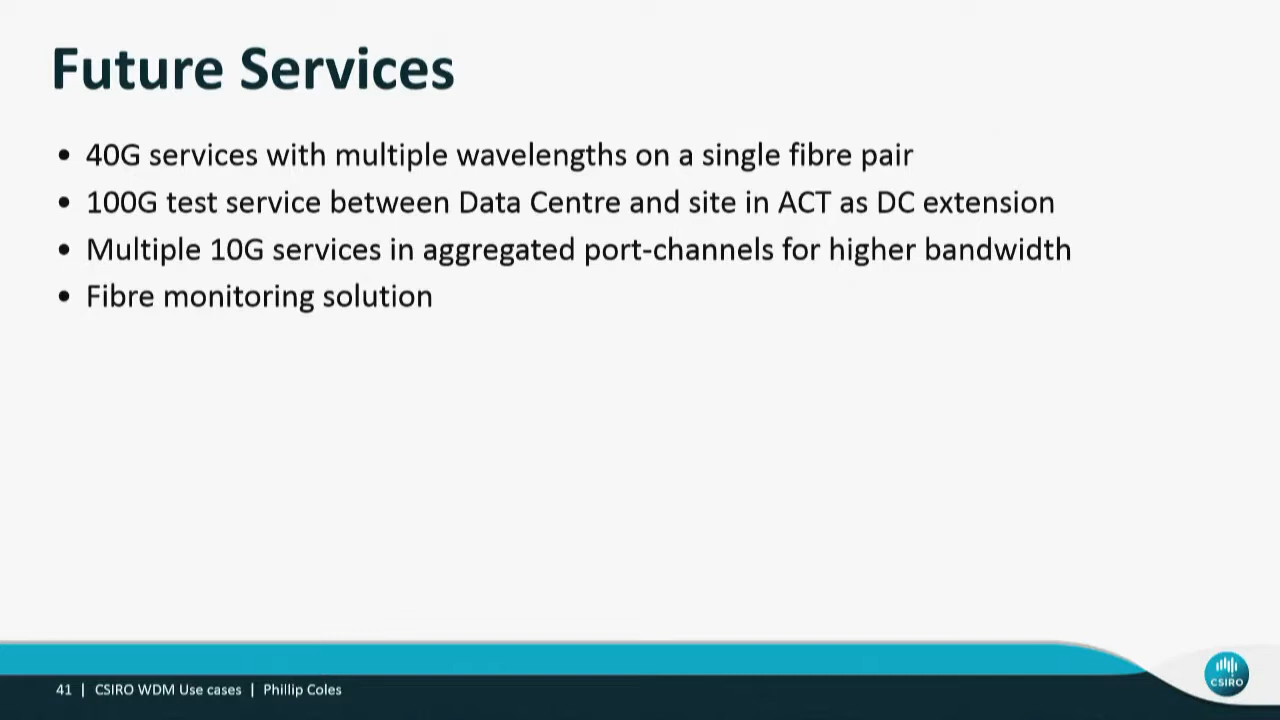 Future Services
• 40G services with multiple wavelengths on a single fibre pair
• 100G test service between Data Centre and site in ACT as DC extension
• Multiple 10G services in aggregated port-channels for higher bandwidth
• Fibre monitoring solution
41 | CSIRO WDM Use cases | Phillip Coles
CSIRO